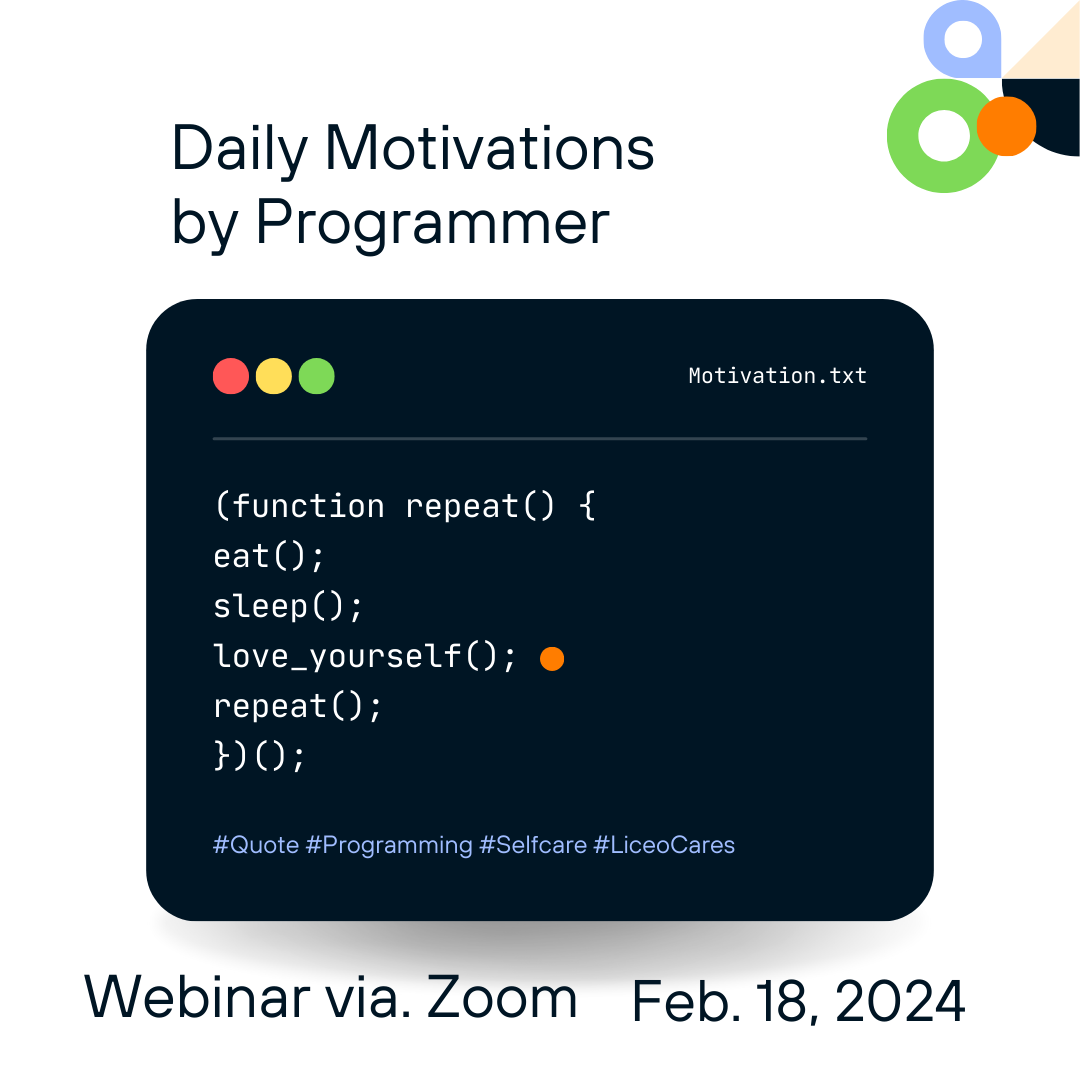 Daily Motivations
by Programmer
Motivation.txt
(function repeat() {
eat();
sleep();
love_yourself();
repeat();
})();
#Quote #Programming #Selfcare #LiceoCares
Webinar via. Zoom
Feb. 18, 2024